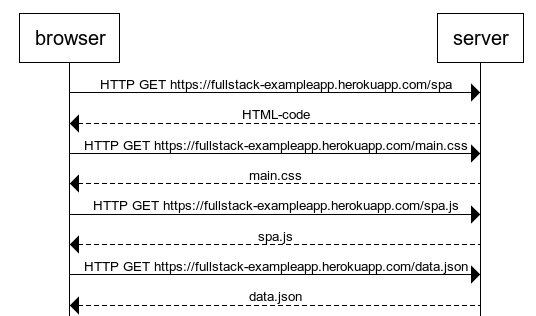 browser
server
HTTP GET https://fullstack-exampleapp.herokuapp.com/spa
HTML-code
HTTP GET https://fullstack-exampleapp.herokuapp.com/main.css
main.css
HTTP GET https://fullstack-exampleapp.herokuapp.com/spa.js
spa.js
HTTP GET https://fullstack-exampleapp.herokuapp.com/data.json
data.json